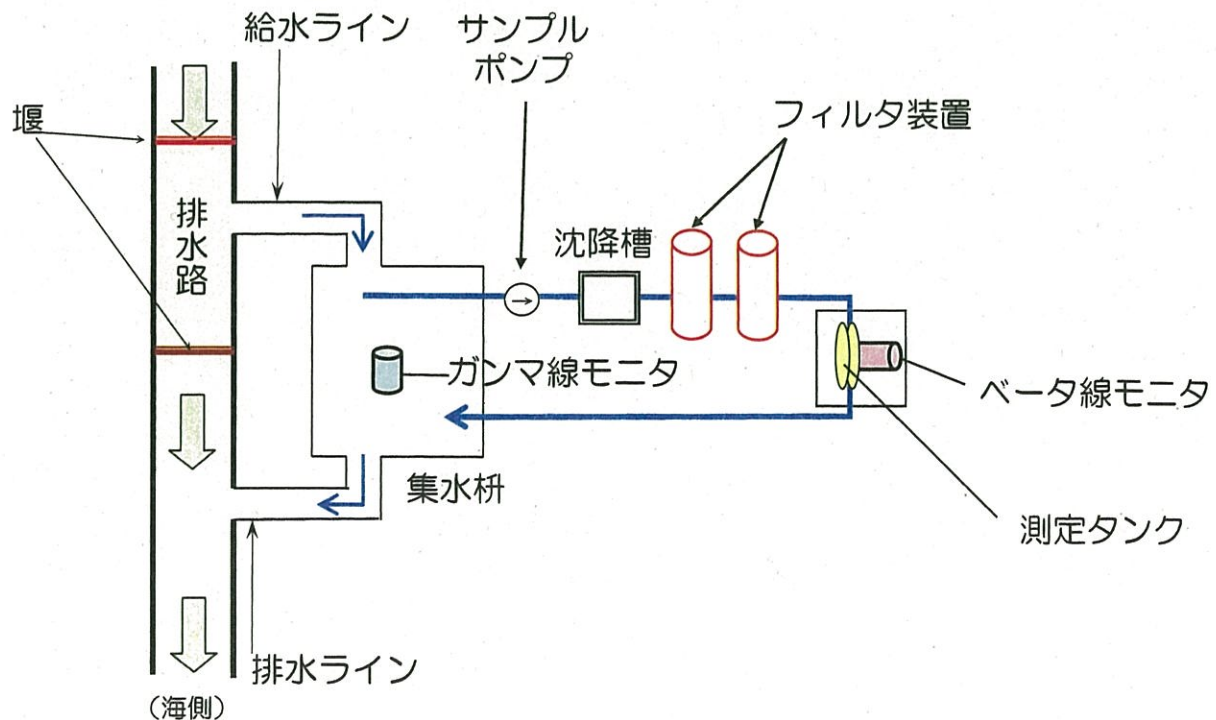 給水ライン
サンプル
ポンプ
堰
フィルタ装置
排水路
沈降槽
ガンマ線モニタ
ベータ線モニタ
集水枡
測定タンク
排水ライン
(海側)